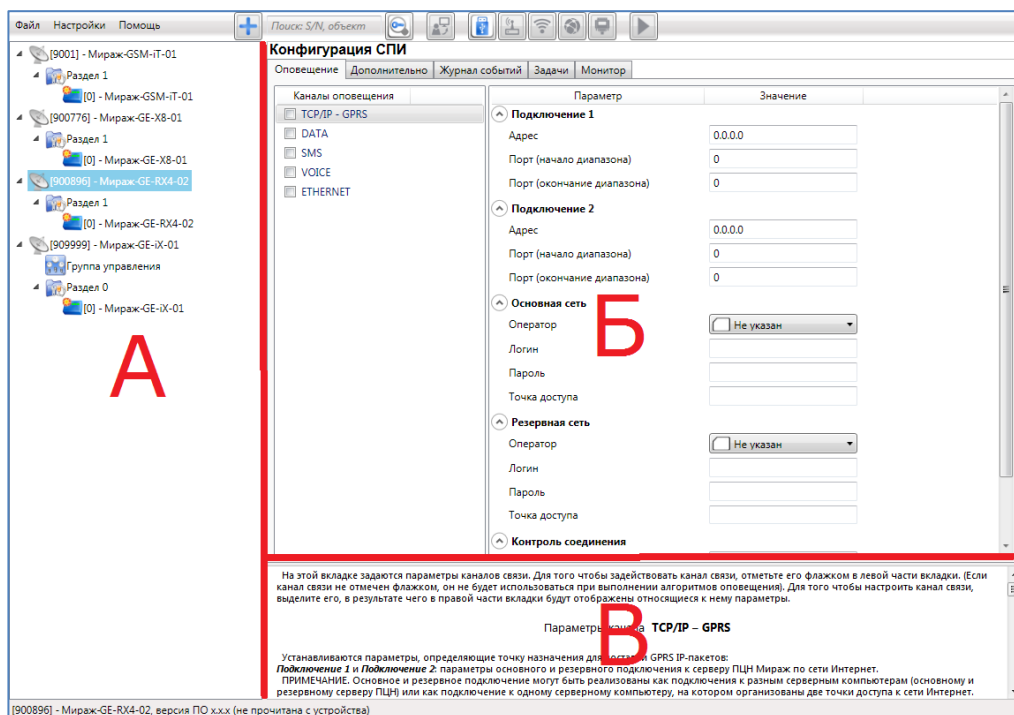 Файл Настройки Помощь Поиск: S/N, объект
[9001] - Мираж-GSM-iT-01
Раздел 1
[0] - Мираж-GSM-iT-01
[900776] - Мираж-GE-X8-01
Раздел 1
[0] - Мираж-GE-X8-01
[900896] - Мираж-GE-RX4-02
Раздел 1
[0] - Мираж-GE-RX4-02
[909999] - Мираж-GE-iX-01
Группа управления
Раздел 0
[0] - Мираж-GE-iX-01
А
Конфигурация СПИ
Оповещение Дополнительно Журнал событий Задачи Монитор
Каналы оповещения
TCP/IP - GPRS
DATA
SMS
VOICE
ETHERNET
Параметр Значение
Подключение 1
Адрес 0.0.0.0
Порт (начало диапазона) 0
Порт (окончание диапазона) 0
Подключение 2
Адрес 0.0.0.0
Порт (начало диапазона) 0
Порт (окончание диапазона) 0
Основная сеть
Оператор Не указан
Логин
Пароль
Точка доступа
Резервная сеть
Оператор Не указан
Логин
Пароль
Точка доступа
Контроль соединения
Б
На этой вкладке задаются параметры каналов связи. Для того чтобы задействовать канал связи, отметьте его флажком в левой части вкладки. (Если
канал связи не отмечен флажком, он не будет использоваться при выполнении алгоритмов оповещения). Для того чтобы настроить канал связи,
выделите его, в результате чего в правой части вкладки будут отображены относящиеся к нему параметры.
Параметры TCP/IP – GPRS
В
Устанавливаются параметры, определяющие точку назначения для GPRS IP-пакетов:
Подключение 1 и Подключение 2: параметры основного и резервного подключения к серверу ПЦН Мираж по сети Интернет.
ПРИМЕЧАНИЕ. Основное и резервное подключение могут быть реализованы как подключения к разным серверным компьютерам (основному и
резервному серверу ПЦН) или как подключение к одному серверному компьютеру, на котором организованы две точки доступа к сети Интернет.
[900896] - Мираж-GE-RX4-02, версия ПО x.x.x (не прочитана с устройства)